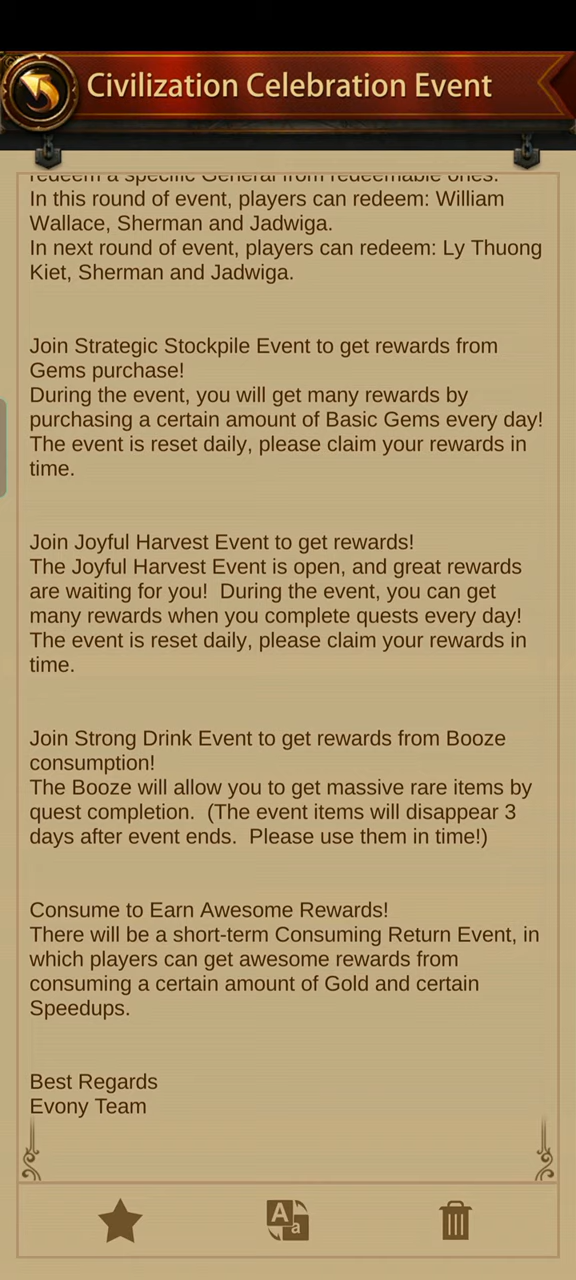 Civilization Celebration Event
redeem a specific General from redeemable ones.
In this round of event, players can redeem: William
Wallace, Sherman and Jadwiga.
In next round of event, players can redeem: Ly Thuong
Kiet, Sherman and Jadwiga.
Join Strategic Stockpile Event to get rewards from
Gems purchase!
During the event, you will get many rewards by
purchasing a certain amount of Basic Gems every day!
The event is reset daily, please claim your rewards in
time.
Join Joyful Harvest Event to get rewards!
The Joyful Harvest Event is open, and great rewards
are waiting for you!  During the event, you can get
many rewards when you complete quests every day!
The event is reset daily, please claim your rewards in
time.
Join Strong Drink Event to get rewards from Booze
consumption!
The Booze will allow you to get massive rare items by
quest completion.  (The event items will disappear 3
days after event ends.  Please use them in time!)
Consume to Earn Awesome Rewards!
There will be a short-term Consuming Return Event, in
which players can get awesome rewards from
consuming a certain amount of Gold and certain
Speedups.
Best Regards
Evony Team
A a